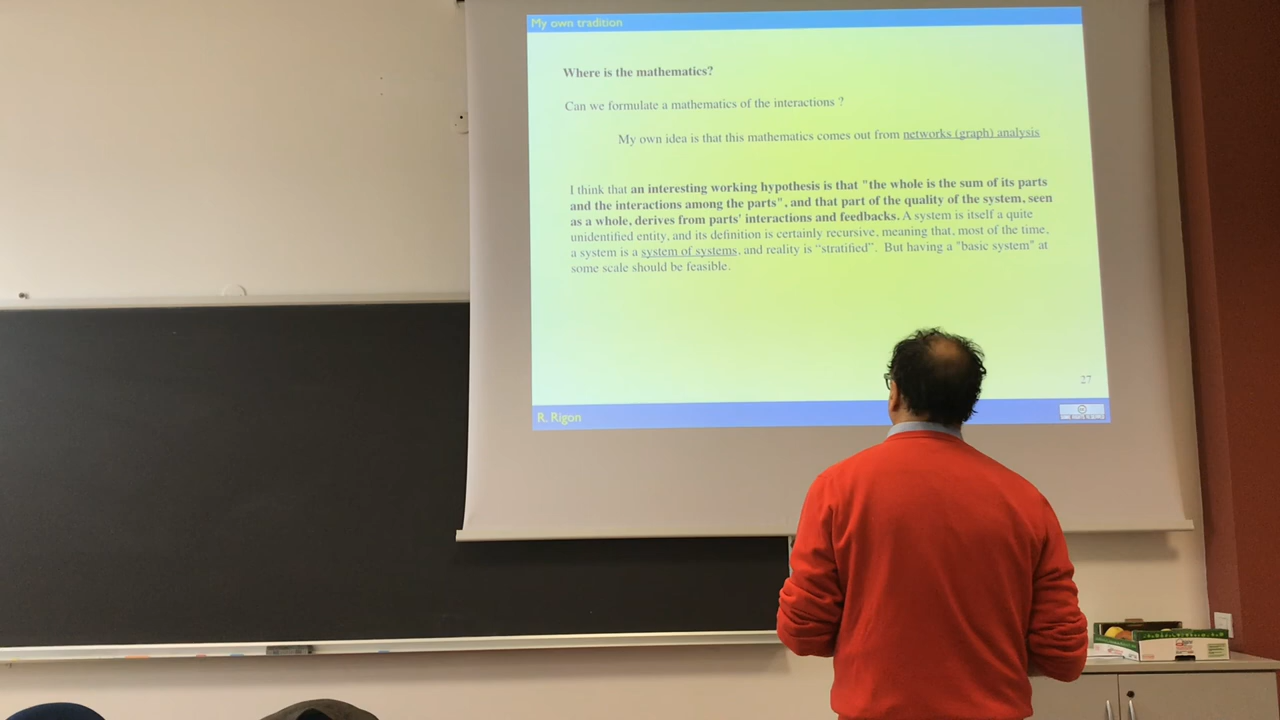 My own tradition
Where is the mathematics?
Can we formulate a mathematics of the interactions ?
My own idea is that this mathematics comes out from networks (graph) analysis
I think that an interesting working hypothesis is that "the whole is the sum of its parts
and the interactions among the parts", and that part of the quality of the system, seen
as a whole, derives from parts' interactions and feedbacks. A system is itself a quite
unidentified entity, and its definition is certainly recursive, meaning that, most of the time,
a system is a system of systems, and reality is “stratified”. But having a "basic system" at
some scale should be feasible.
27
R. Rigon
cc
SOME RIGHTS RESERVED